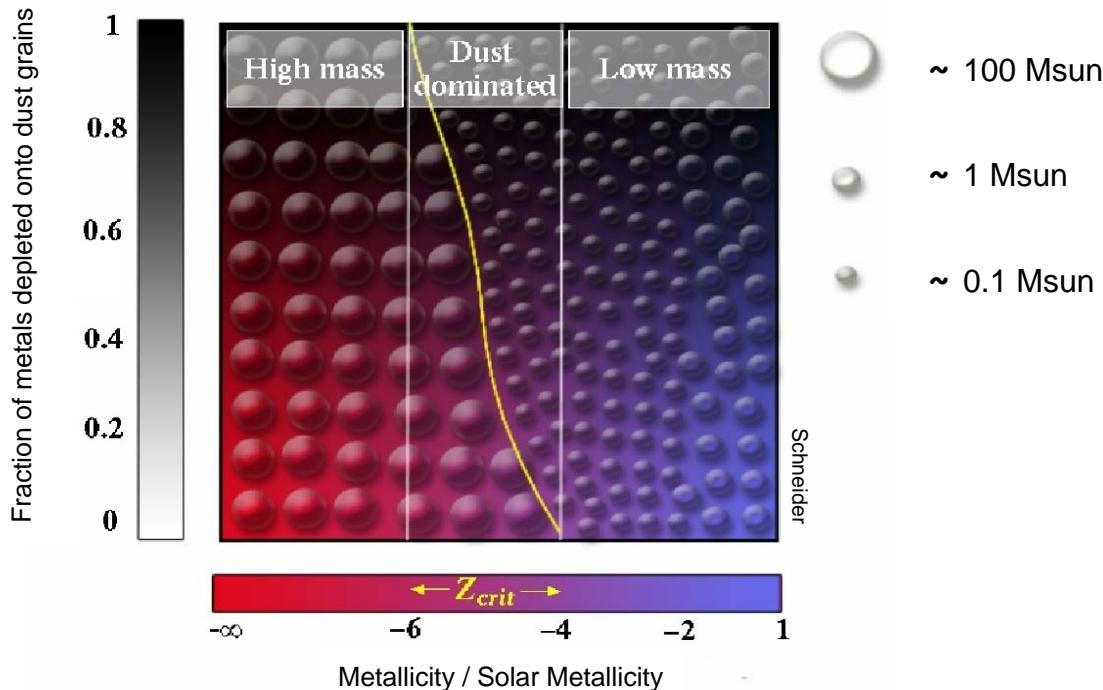 Fraction of metals depleted onto dust grains
1
0.8
0.6
0.4
0.2
0
High mass
Dust
dominated
Low mass
~ 100 Msun
~ 1 Msun
~ 0.1 Msun
Schneider
Zcrit
-∞ -6 -4 -2 1
Metallicity / Solar Metallicity